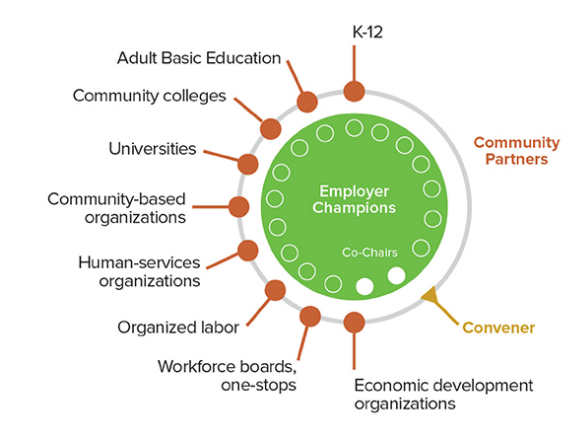 K-12
Adult Basic Education
Community colleges
Universities
Community-based
organizations
Human-services
organizations
Organized labor
Workforce boards,
one-stops
Economic development
organizations
Convener
Community
Partners
Employer
Champions
Co-Chairs